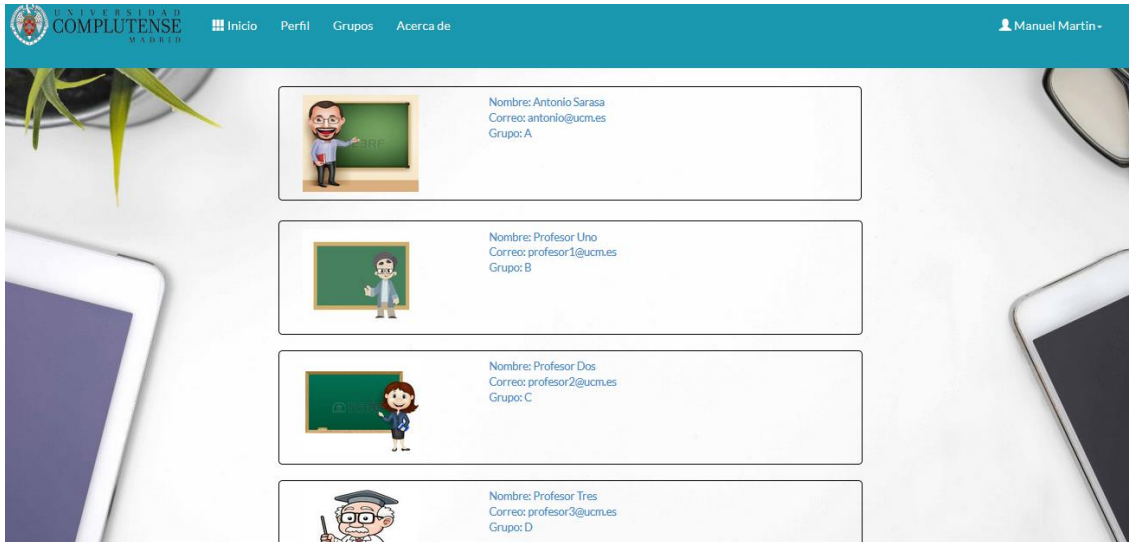 UNIVERSIDAD
COMPLUTENSE
MADRID
Inicio Perfil Grupos Acerca de
Manuel Martin
Nombre: Antonio Sarasa
Correo: antonio@ucm.es
Grupo: A
Nombre: Profesor Uno
Correo: profesor1@ucm.es
Grupo: B
Nombre: Profesor Dos
Correo: profesor2@ucm.es
Grupo: C
Nombre: Profesor Tres
Correo: profesor3@ucm.es
Grupo: D